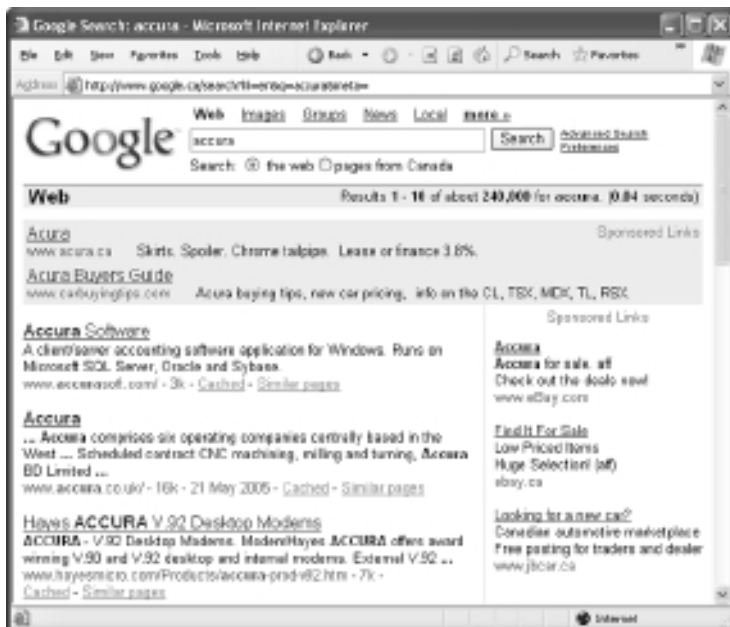 Google Search: accura - Microsoft Internet Explorer
File Edit View Favorites Tools Help Back Search Favorites
Address http://www.google.ca/search?hl=en&q=accura&meta=
Web Images Groups News Local more »
Google
accura Search Advanced Search
Preferences
Search: the web pages from Canada
Web Results 1 - 10 of about 240,000 for accura. (0.04 seconds)
Acura Sponsored Links
www.acura.ca Skirts. Spoiler. Chrome tailpipe. Lease or finance 3.8%.
Acura Buyers Guide
www.carbuyingtips.com Acura buying tips, new car pricing, info on the CL, TSX, MDX, TL, RSX.
Accura Software
A client/server accounting software application for Windows. Runs on
Microsoft SQL Server, Oracle and Sybase.
www.accurasoft.com/ - 3k - Cached - Similar pages
Accura
... Accura comprises six operating companies centrally based in the
West ... Scheduled contract CNC machining, milling and turning, Accura
BD Limited ...
www.accura.co.uk/ - 16k - 21 May 2005 - Cached - Similar pages
Hayes ACCURA V.92 Desktop Modems
ACCURA - V.92 Desktop Modems. ModemHayes ACCURA offers award
winning V.90 and V.92 desktop and internal modems. External V.92 ...
www.hayesmicro.com/Products/accura-prod-v92.htm - 7k -
Cached - Similar pages
Sponsored Links
Accura
Accura for sale. aff
Check out the deals now!
www.eBay.com
Find It For Sale
Low Priced Items
Huge Selection! (aff)
ebay.ca
Looking for a new car?
Canadian automotive marketplace
Free posting for traders and dealer
www.jbcar.ca
Internet